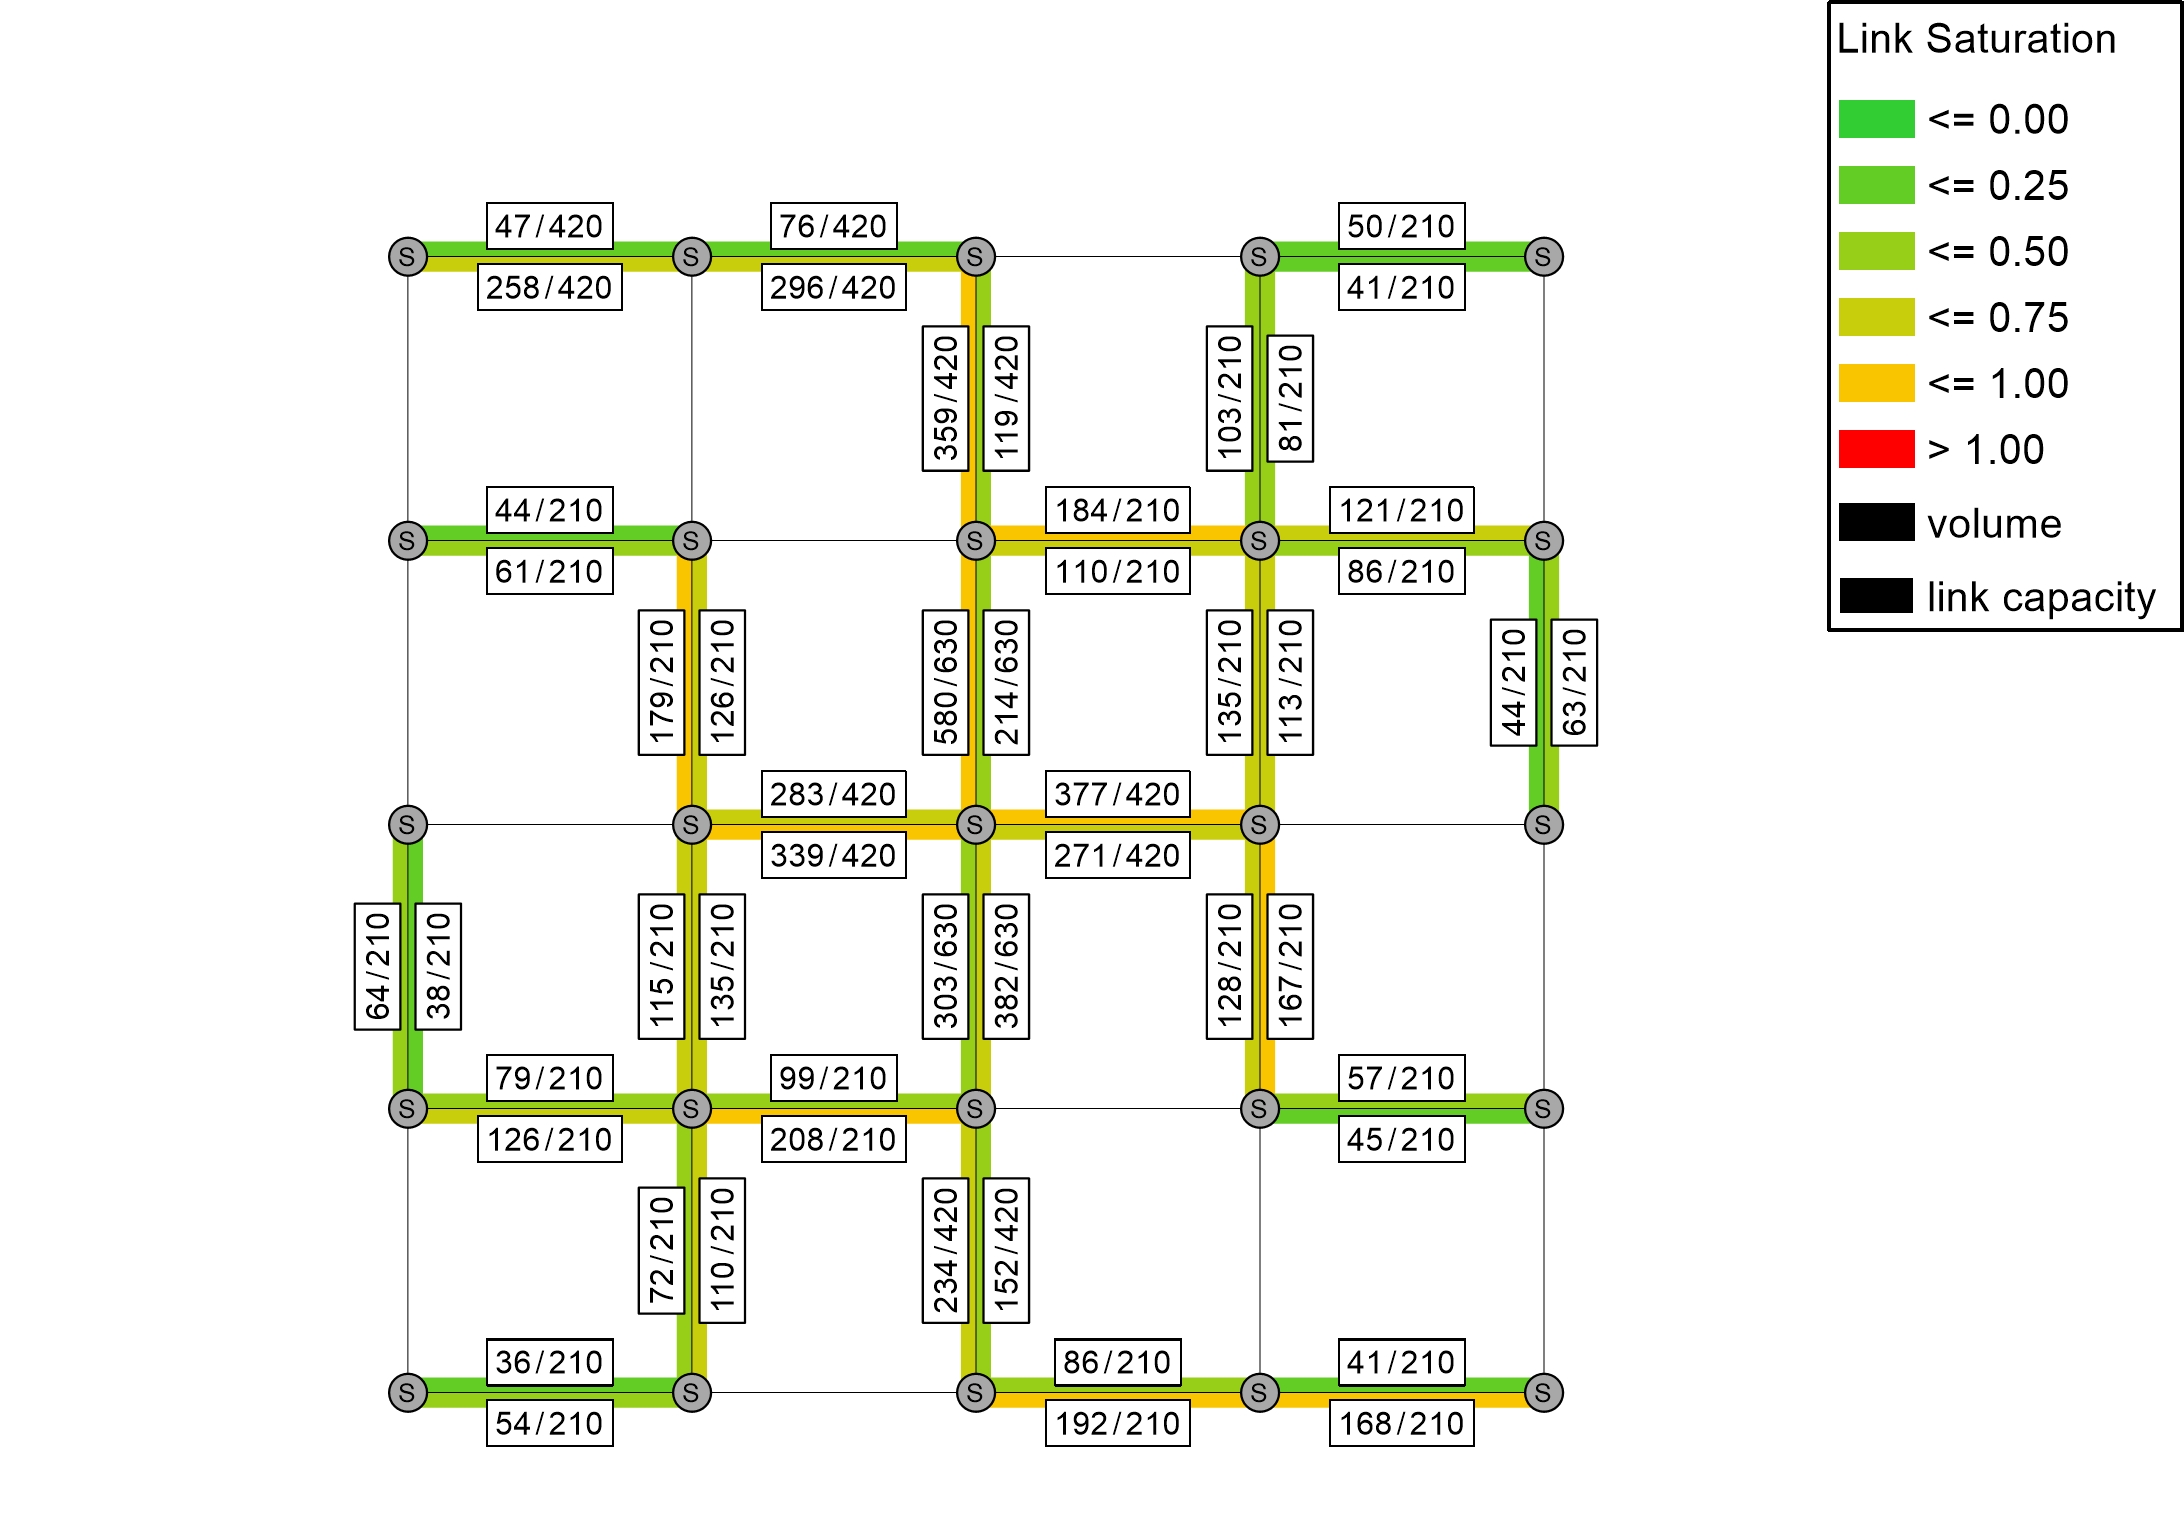 Link Saturation
<= 0.00
<= 0.25
<= 0.50
<= 0.75
<= 1.00
> 1.00
volume
link capacity
47/420
76/420
50/210
S
S
S
S
S
258/420
296/420
41/210
359/420
119/420
103/210
81/210
44/210
184/210
121/210
S
S
S
S
S
61/210
110/210
86/210
179/210
126/210
580/630
214/630
135/210
113/210
44/210
63/210
283/420
377/420
S
S
S
S
S
339/420
271/420
64/210
38/210
115/210
135/210
303/630
382/630
128/210
167/210
79/210
99/210
57/210
S
S
S
S
S
126/210
208/210
45/210
72/210
110/210
234/420
152/420
36/210
86/210
41/210
S
S
S
S
S
54/210
192/210
168/210